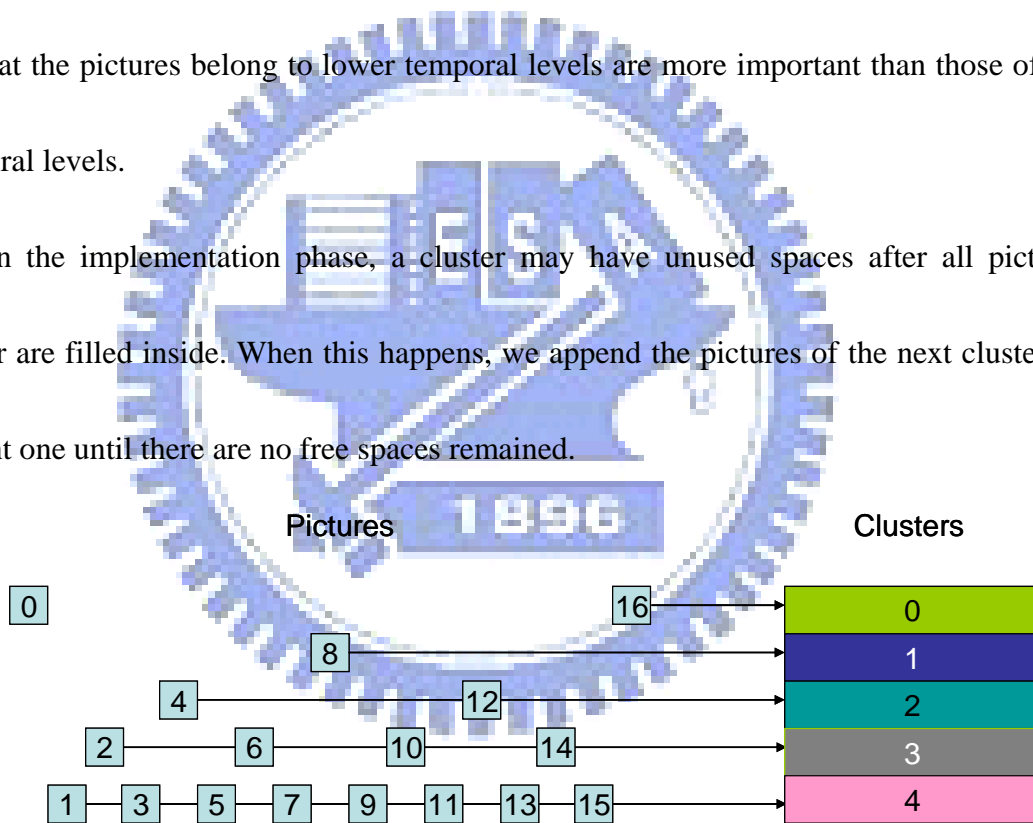 at the pictures belong to lower temporal levels are more important than those of
ral levels.
n the implementation phase, a cluster may have unused spaces after all pict
r are filled inside. When this happens, we append the pictures of the next cluste
t one until there are no free spaces remained.
ES
1896
Pictures Clusters
0 16 0
8 1
4 12 2
2 6 10 14 3
1 3 5 7 9 11 13 15 4